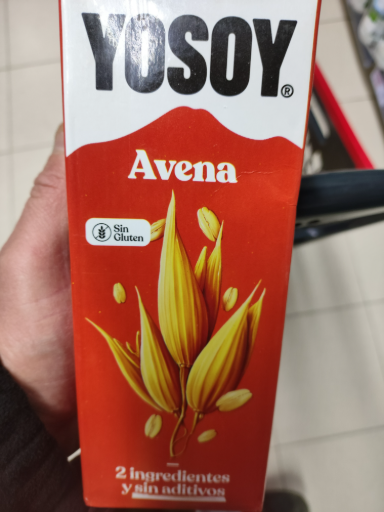 YOSOY®
Avena
Sin
Gluten
2 ingredientes
y sin aditivos